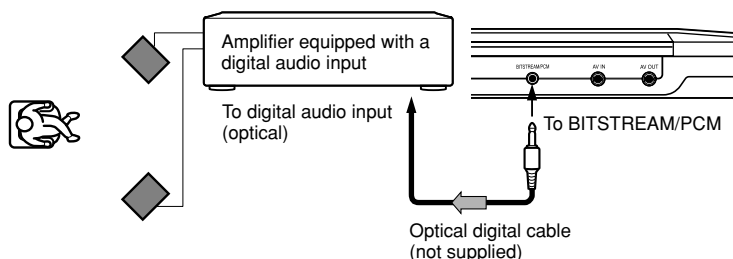 Amplifier equipped with a
digital audio input
BITSTREAM/PCM
AV IN
AV OUT
To digital audio input
(optical)
To BITSTREAM/PCM
Optical digital cable
(not supplied)